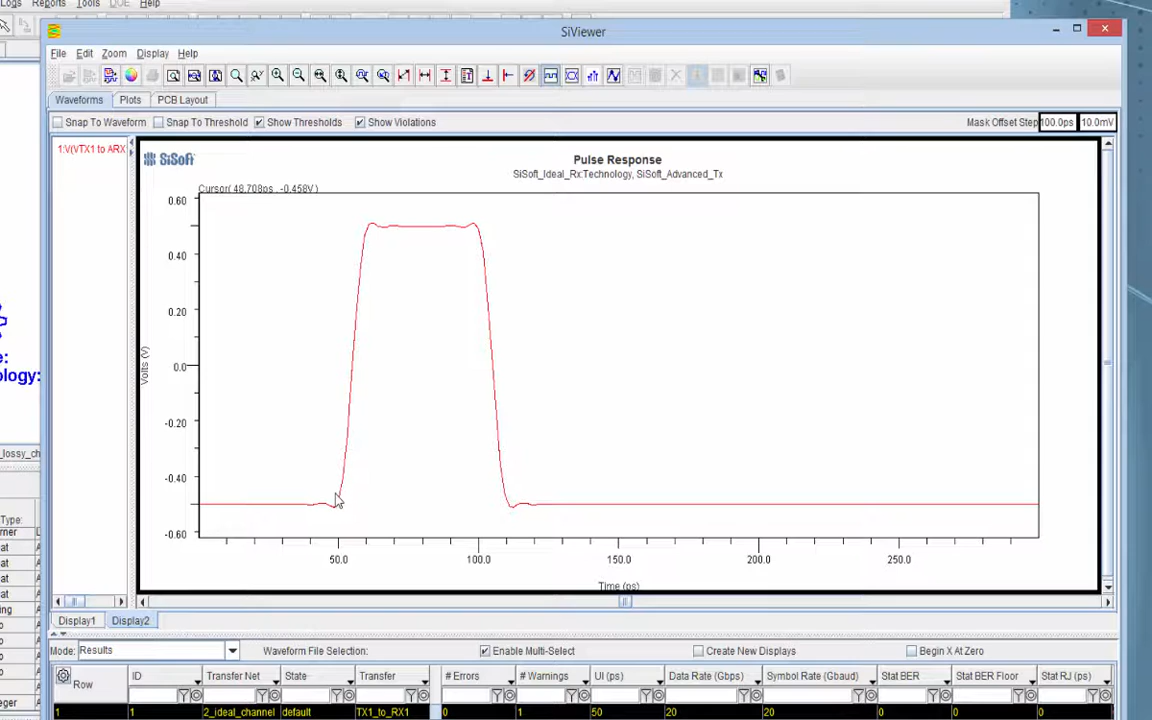 Logs Reports Tools QUE Help
SiViewer
File Edit Zoom Display Help
Waveforms Plots PCB Layout
Snap To Waveform Snap To Threshold Show Thresholds Show Violations Mask Offset Step 100.0ps 10.0mV
1:V(VTX1 to ARX
SiSoft
Pulse Response
SiSoft_Ideal_Rx:Technology, SiSoft_Advanced_Tx
Cursor( 48.708ps , -0.458V )
0.60
0.40
0.20
0.0
-0.20
-0.40
-0.60
Volts (V)
50.0 100.0 150.0 200.0 250.0
Time (ps)
e:
ology:
_lossy_ch
Type:
Display1 Display2
Mode: Results Waveform File Selection: Enable Multi-Select Create New Displays Begin X At Zero
Row ID Transfer Net State Transfer # Errors # Warnings UI (ps) Data Rate (Gbps) Symbol Rate (Gbaud) Stat BER Stat BER Floor Stat RJ (ps)
1 1 2_ideal_channel default TX1_to_RX1 0 1 50 20 20 0 0 0